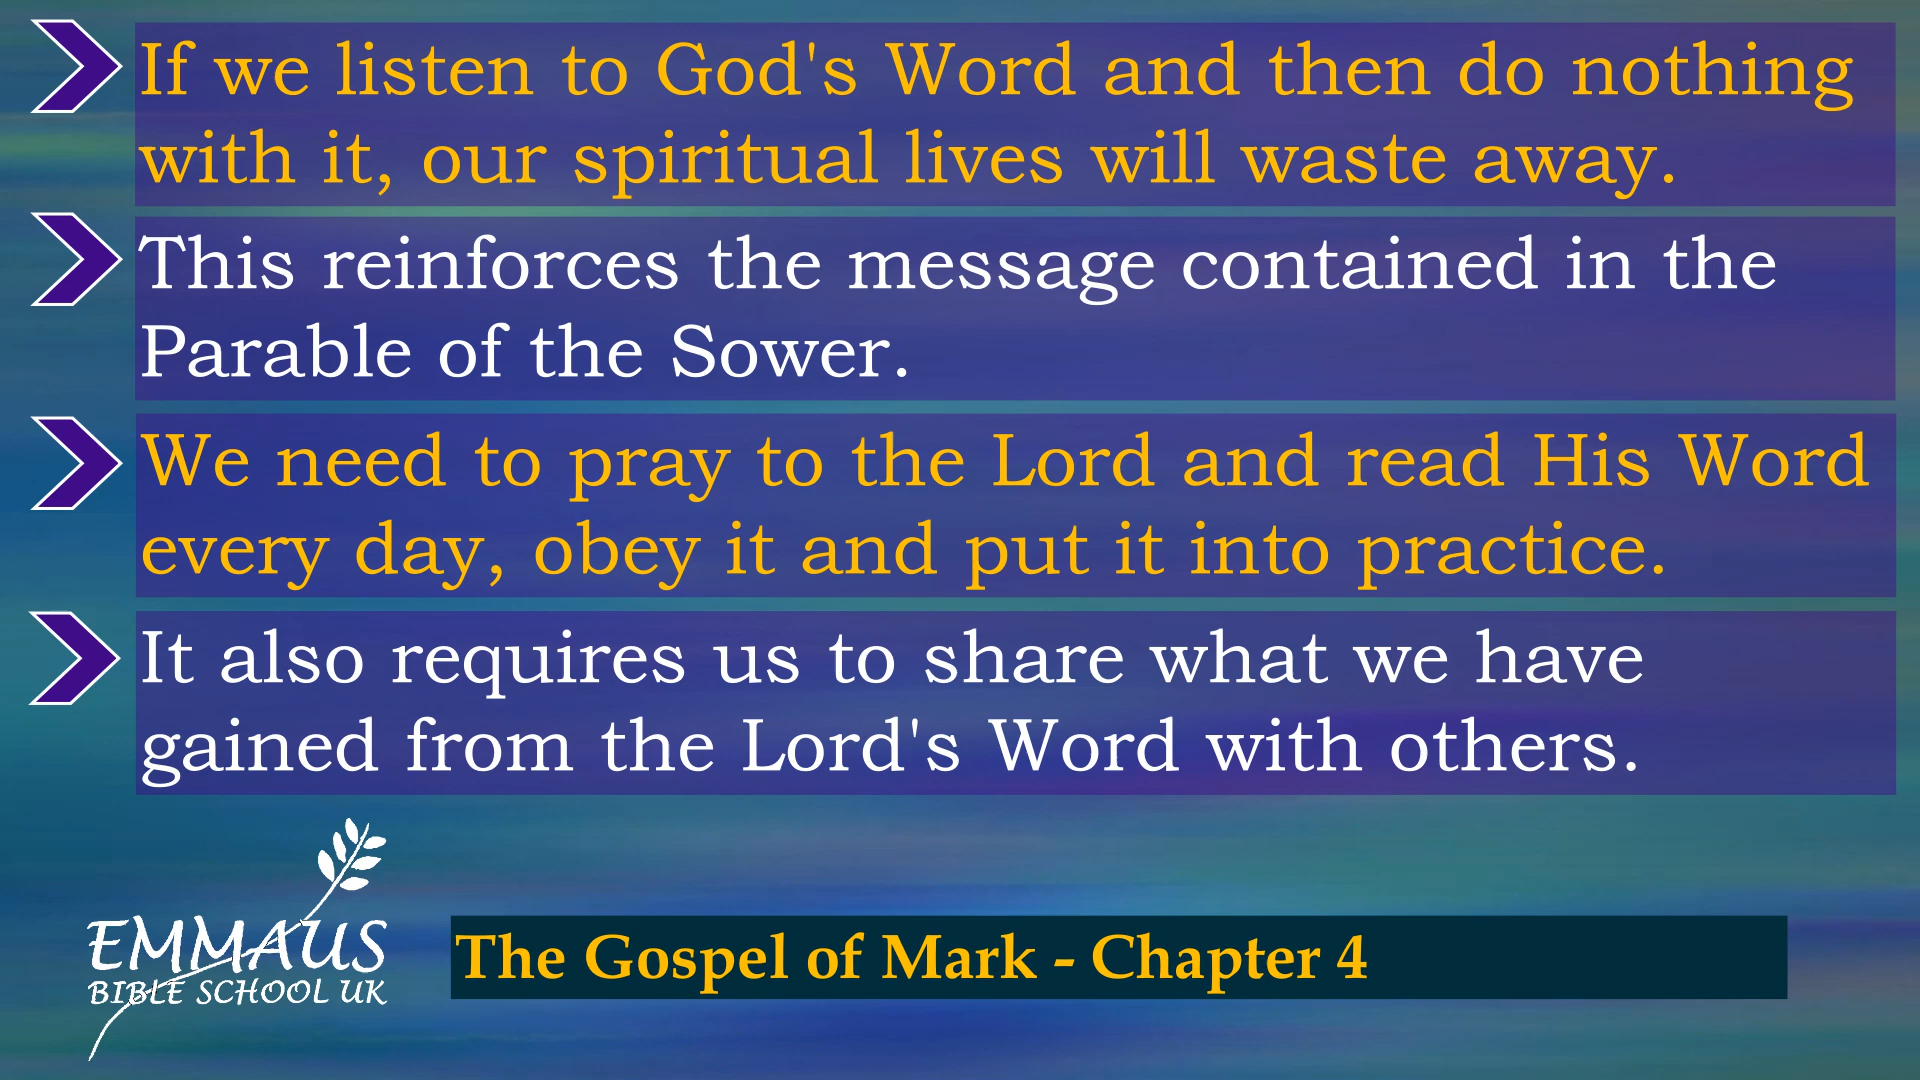 If we listen to God's Word and then do nothing
with it, our spiritual lives will waste away.
This reinforces the message contained in the
Parable of the Sower.
We need to pray to the Lord and read His Word
every day, obey it and put it into practice.
It also requires us to share what we have
gained from the Lord's Word with others.
EMMAUS
BIBLE SCHOOL UK
The Gospel of Mark - Chapter 4